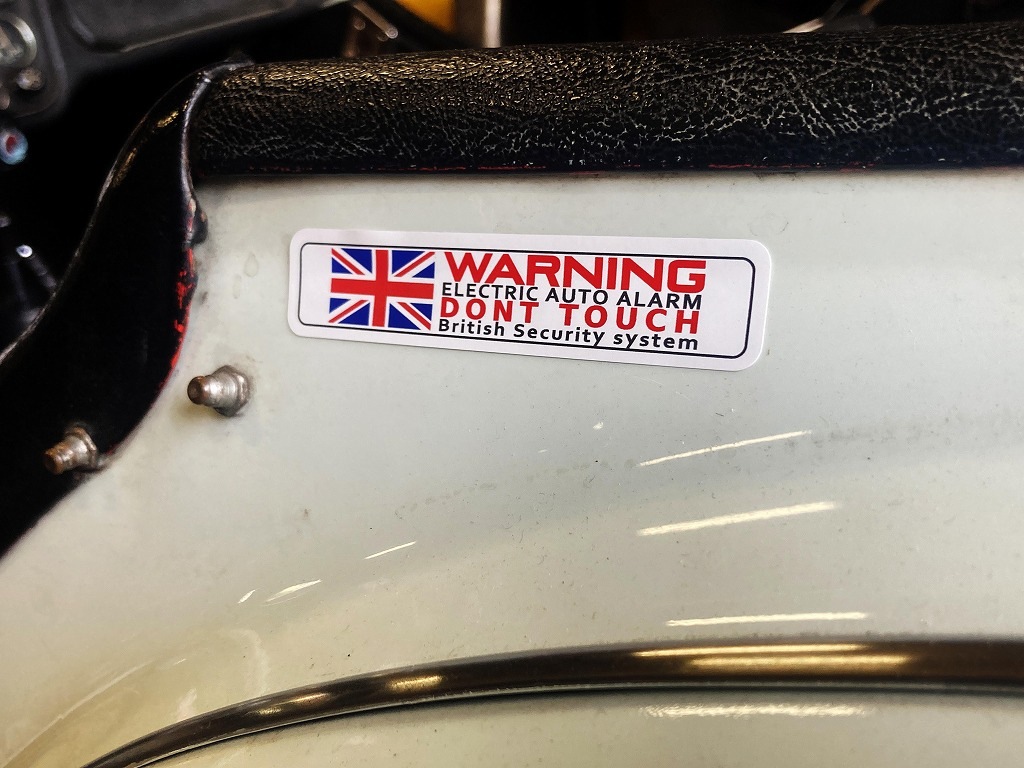 WARNING
ELECTRIC AUTO ALARM
DONT TOUCH
British Security system